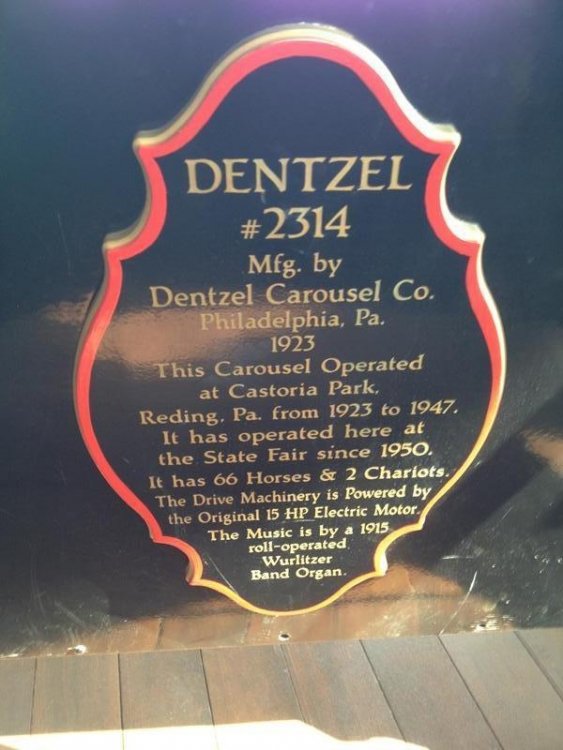 DENTZEL
#2314
Mfg. by
Dentzel Carousel Co.
Philadelphia, Pa.
1923
This Carousel Operated
at Castoria Park,
Reding, Pa. from 1923 to 1947.
It has operated here at
the State Fair since 1950.
It has 66 Horses & 2 Chariots.
The Drive Machinery is Powered by
the Original 15 HP Electric Motor.
The Music is by a 1915
roll-operated
Wurlitzer
Band Organ.